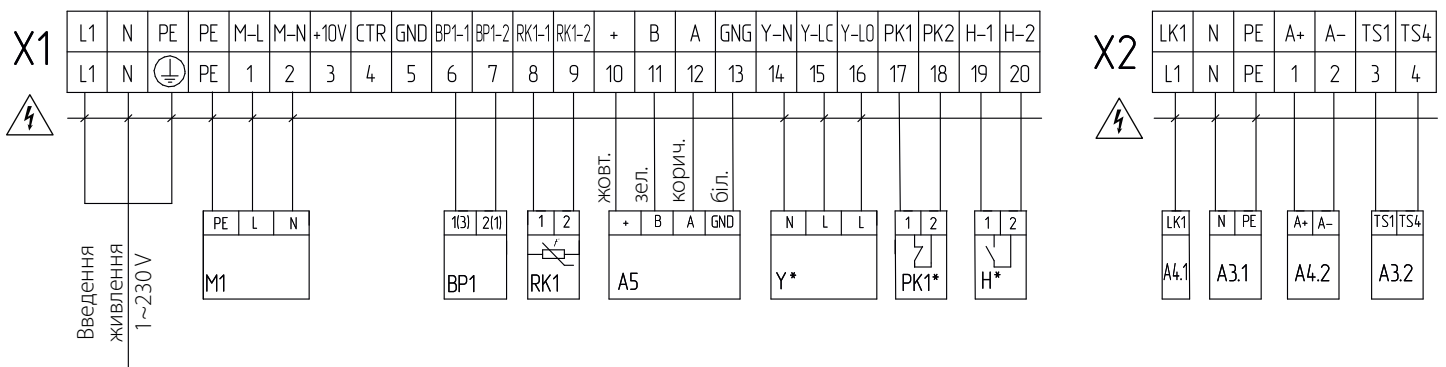 X1
L1 N PE PE M-L M-N +10V CTR GND BP1-1 BP1-2 RK1-1 RK1-2 + B A GNG Y-N Y-LC Y-LO PK1 PK2 H-1 H-2
L1 N PE 1 2 3 4 5 6 7 8 9 10 11 12 13 14 15 16 17 18 19 20
X2
LK1 N PE A+ A- TS1 TS4
L1 N PE 1 2 3 4
жовт.
зел.
корич.
біл.
Введення
живлення
1~230 V
PE L N
M1
1(3) 2(1)
BP1
1 2
RK1
+ B A GND
A5
N L L
Y*
1 2
PK1*
1 2
H*
LK1
A4.1
N PE
A3.1
A+ A-
A4.2
TS1 TS4
A3.2